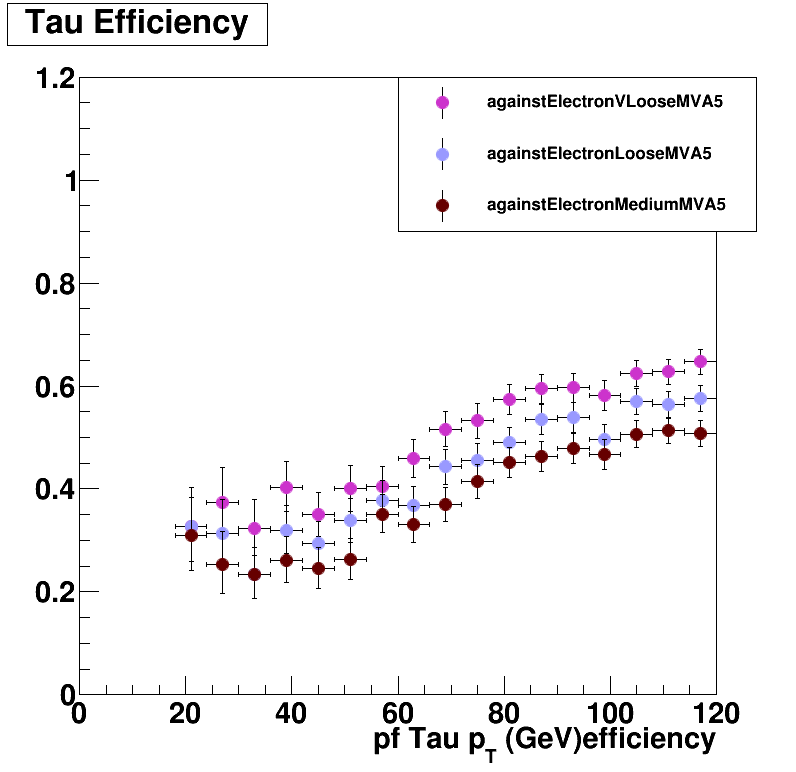 Tau Efficiency
1.2
1
0.8
0.6
0.4
0.2
0
againstElectronVLooseMVA5
againstElectronLooseMVA5
againstElectronMediumMVA5
0 20 40 60 80 100 120
pf Tau p_T (GeV)efficiency